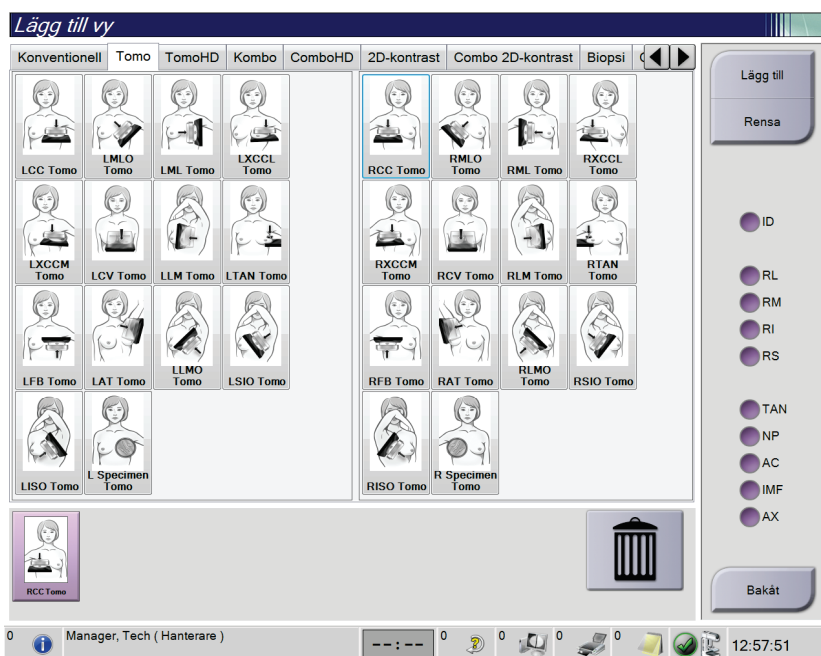 Lägg till vy
Konventionell Tomo TomoHD Kombo ComboHD 2D-kontrast Combo 2D-kontrast Biopsi
LCC Tomo
LMLO
Tomo
LML Tomo
LXCCL
Tomo
RCC Tomo
RMLO
Tomo
RML Tomo
RXCCL
Tomo
LXCCM
Tomo
LCV Tomo
LLM Tomo
LTAN Tomo
RXCCM
Tomo
RCV Tomo
RLM Tomo
RTAN
Tomo
LFB Tomo
LAT Tomo
LLMO
Tomo
LSIO Tomo
RFB Tomo
RAT Tomo
RLMO
Tomo
RSIO Tomo
LISO Tomo
L Specimen
Tomo
RISO Tomo
R Specimen
Tomo
RCC Tomo
Lägg till
Rensa
ID
RL
RM
RI
RS
TAN
NP
AC
IMF
AX
Bakåt
0 Manager, Tech ( Hanterare ) --:-- 0 0 0 0 12:57:51